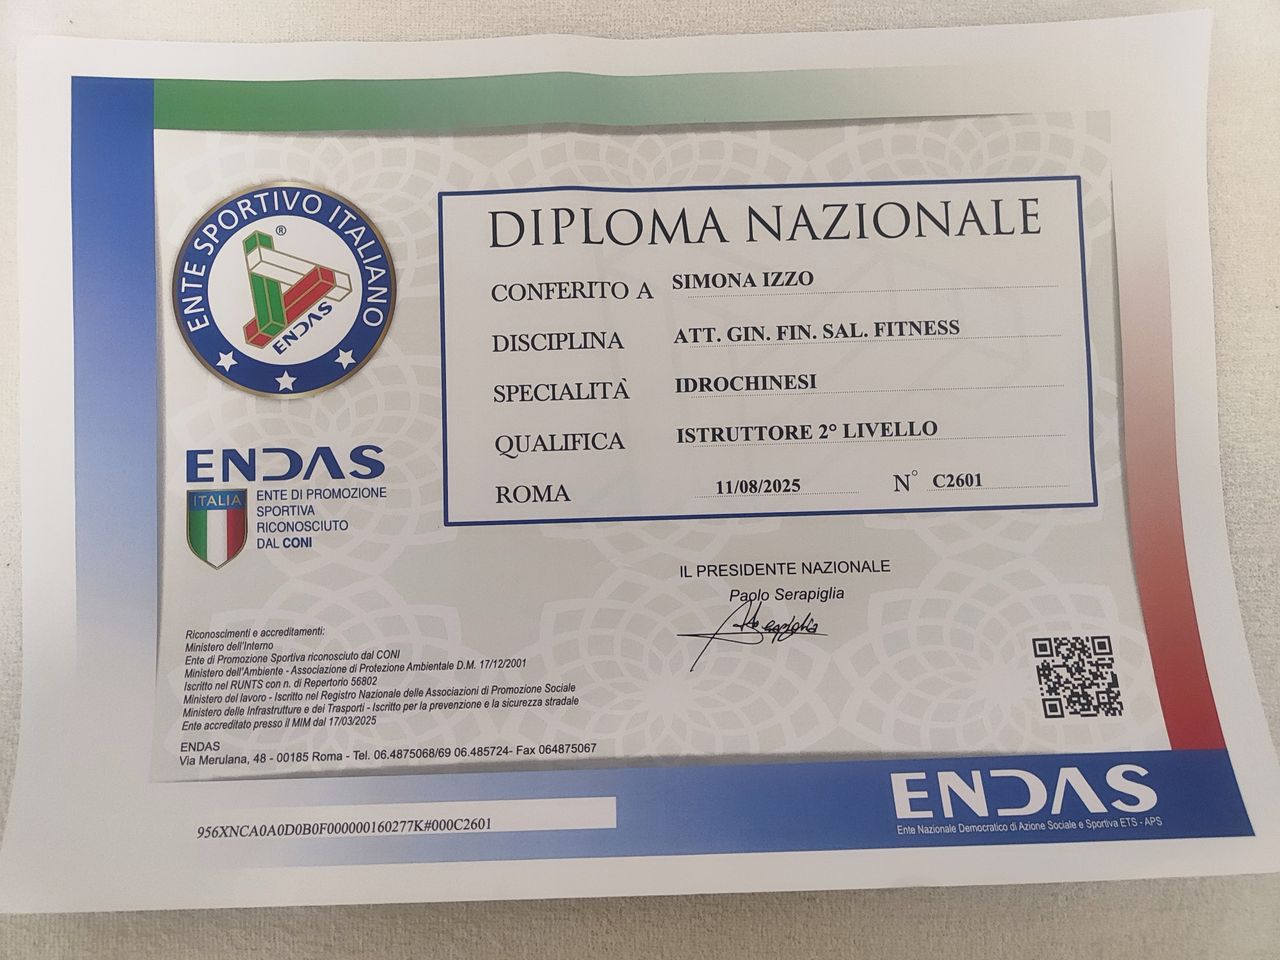 ENTE SPORTIVO ITALIANO
®
ENDAS
ENDAS
ITALIA
ENTE DI PROMOZIONE
SPORTIVA
RICONOSCIUTO
DAL CONI
DIPLOMA NAZIONALE
CONFERITO A SIMONA IZZO
DISCIPLINA ATT. GIN. FIN. SAL. FITNESS
SPECIALITÀ IDROCHINESI
QUALIFICA ISTRUTTORE 2° LIVELLO
ROMA 11/08/2025 N° C2601
IL PRESIDENTE NAZIONALE
Paolo Serapiglia
Riconoscimenti e accreditamenti:
Ministero dell'Interno
Ente di Promozione Sportiva riconosciuto dal CONI
Ministero dell'Ambiente - Associazione di Protezione Ambientale D.M. 17/12/2001
Iscritto nel RUNTS con n. di Repertorio 56802
Ministero del lavoro - Iscritto nel Registro Nazionale delle Associazioni di Promozione Sociale
Ministero delle Infrastrutture e dei Trasporti - Iscritto per la prevenzione e la sicurezza stradale
Ente accreditato presso il MIM dal 17/03/2025
ENDAS
Via Merulana, 48 - 00185 Roma - Tel. 06.4875068/69 06.485724- Fax 064875067
956XNCA0A0D0B0F000000160277K#000C2601
ENDAS
Ente Nazionale Democratico di Azione Sociale e Sportiva ETS - APS